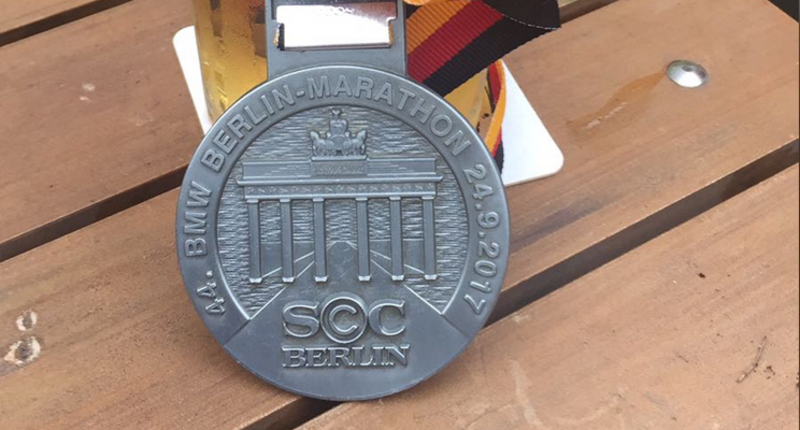 44. BMW BERLIN-MARATHON 24.9.2017
SCC
BERLIN